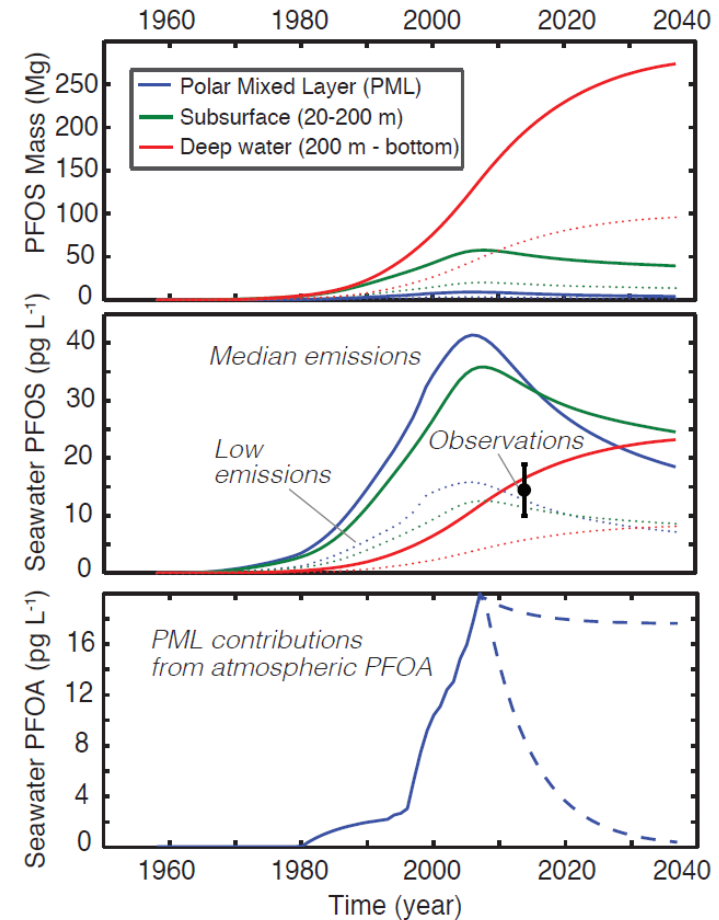 1960 1980 2000 2020 2040
PFOS Mass (Mg)
250
200
150
100
50
0
Polar Mixed Layer (PML)
Subsurface (20-200 m)
Deep water (200 m - bottom)
Seawater PFOS (pg L⁻¹)
40
30
20
10
0
Median emissions
Low
emissions
Observations
Seawater PFOA (pg L⁻¹)
16
12
8
4
0
PML contributions
from atmospheric PFOA
1960 1980 2000 2020 2040
Time (year)